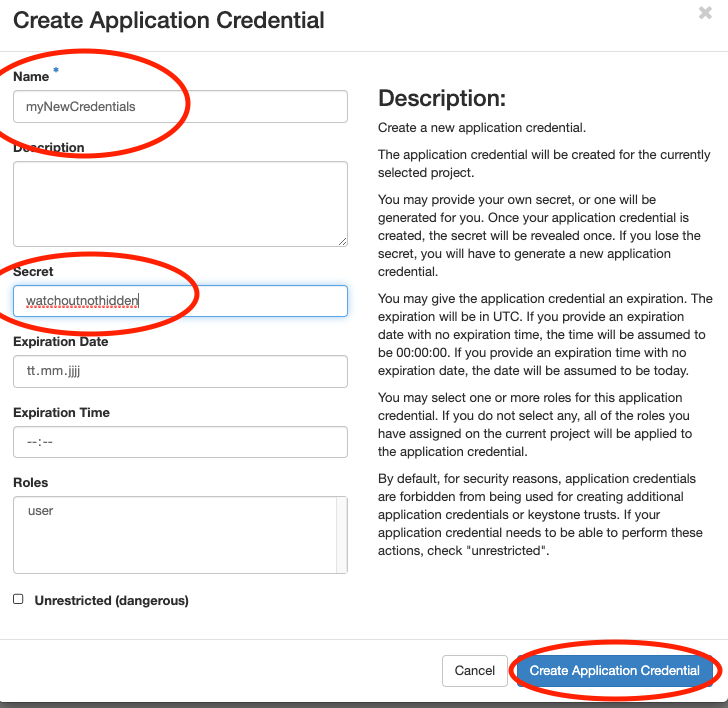 Create Application Credential
×
Name *
myNewCredentials
Description
Secret
watchoutnothidden
Expiration Date
tt.mm.jjjj
Expiration Time
--:--
Roles
user
Unrestricted (dangerous)
Description:
Create a new application credential.
The application credential will be created for the currently
selected project.
You may provide your own secret, or one will be
generated for you. Once your application credential is
created, the secret will be revealed once. If you lose the
secret, you will have to generate a new application
credential.
You may give the application credential an expiration. The
expiration will be in UTC. If you provide an expiration
date with no expiration time, the time will be assumed to
be 00:00:00. If you provide an expiration time with no
expiration date, the date will be assumed to be today.
You may select one or more roles for this application
credential. If you do not select any, all of the roles you
have assigned on the current project will be applied to
the application credential.
By default, for security reasons, application credentials
are forbidden from being used for creating additional
application credentials or keystone trusts. If your
application credential needs to be able to perform these
actions, check "unrestricted".
Cancel
Create Application Credential